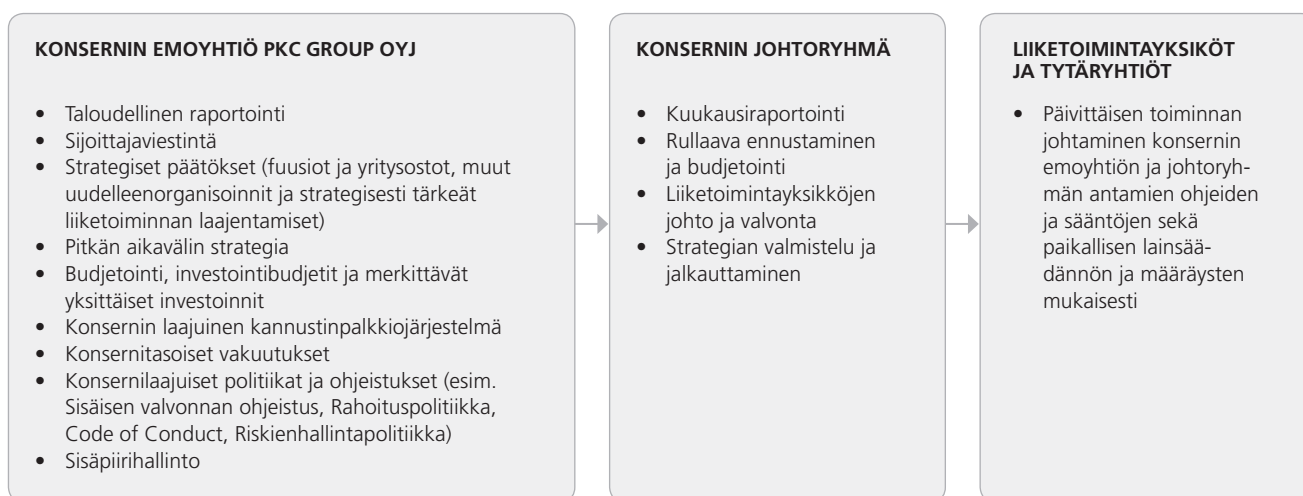 KONSERNIN EMOYHTIÖ PKC GROUP OYJ
• Taloudellinen raportointi
• Sijoittajaviestintä
• Strategiset päätökset (fuusiot ja yritysostot, muut
uudelleenorganisoinnit ja strategisesti tärkeät
liiketoiminnan laajentamiset)
• Pitkän aikavälin strategia
• Budjetointi, investointibudjetit ja merkittävät
yksittäiset investoinnit
• Konsernin laajuinen kannustinpalkkiojärjestelmä
• Konsernitasoiset vakuutukset
• Konsernilaajuiset politiikat ja ohjeistukset (esim.
Sisäisen valvonnan ohjeistus, Rahoituspolitiikka,
Code of Conduct, Riskienhallintapolitiikka)
• Sisäpiirihallinto
KONSERNIN JOHTORYHMÄ
• Kuukausiraportointi
• Rullaava ennustaminen
ja budjetointi
• Liiketoimintayksikköjen
johto ja valvonta
• Strategian valmistelu ja
jalkauttaminen
LIIKETOIMINTAYKSIKÖT
JA TYTÄRYHTIÖT
• Päivittäisen toiminnan
johtaminen konsernin
emoyhtiön ja johtoryh-
män antamien ohjeiden
ja sääntöjen sekä
paikallisen lainsää-
dännön ja määräysten
mukaisesti